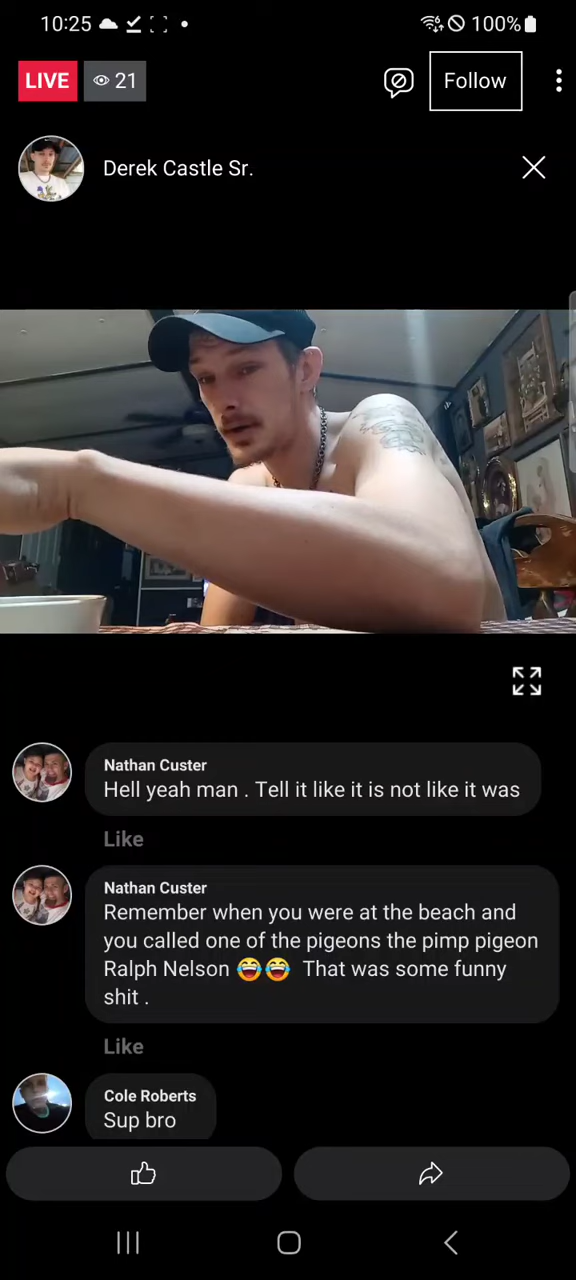 10:25
100%
LIVE 21
Follow
Derek Castle Sr.
Nathan Custer
Hell yeah man . Tell it like it is not like it was
Like
Nathan Custer
Remember when you were at the beach and
you called one of the pigeons the pimp pigeon
Ralph Nelson 😂😂 That was some funny
shit .
Like
Cole Roberts
Sup bro